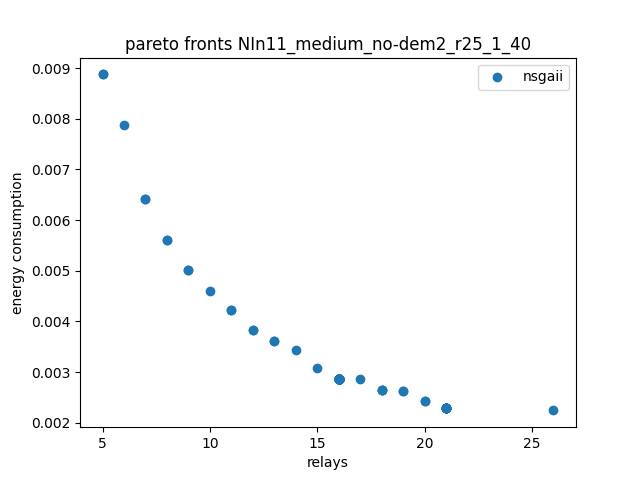 pareto fronts NIn11_medium_no-dem2_r25_1_40
nsgaii
0.009
0.008
0.007
0.006
0.005
0.004
0.003
0.002
energy consumption
5 10 15 20 25
relays